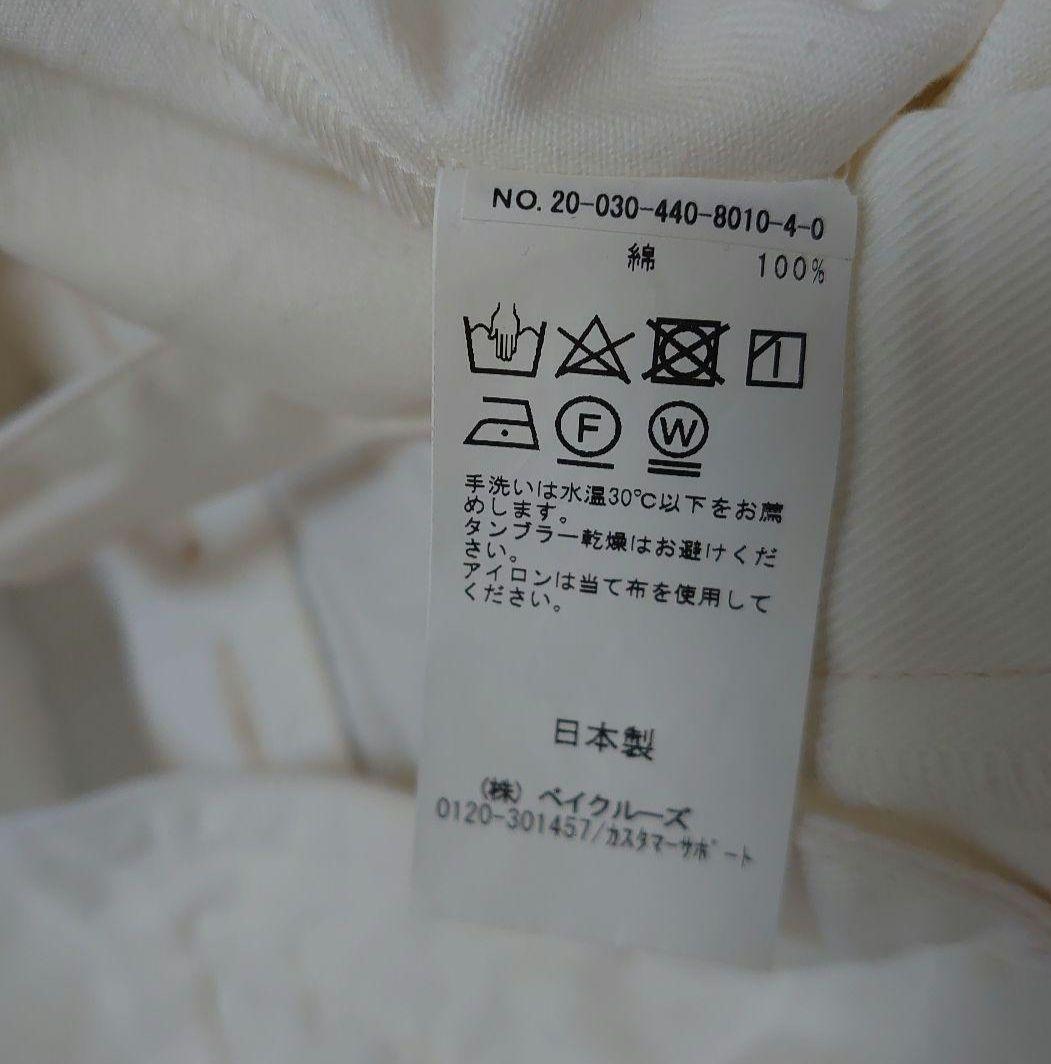 NO. 20-030-440-8010-4-0
綿 100%
F W
手洗いは水温30℃以下をお薦
めします。
タンブラー乾燥はお避けくだ
さい。
アイロンは当て布を使用して
ください。
日本製
(株) ベイクルーズ
0120-301457/カスタマーサポート